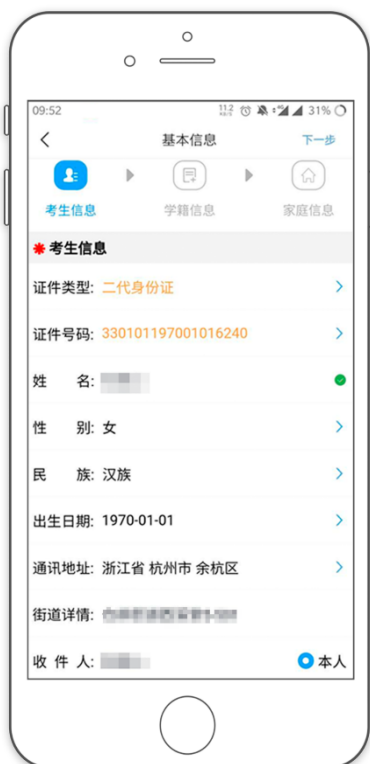 09:52 11.2 KB/S 4G 31%
基本信息 下一步
考生信息 学籍信息 家庭信息
* 考生信息
证件类型: 二代身份证
证件号码: 330101197001016240
姓 名:
性 别: 女
民 族: 汉族
出生日期: 1970-01-01
通讯地址: 浙江省 杭州市 余杭区
街道详情:
收 件 人: 本人